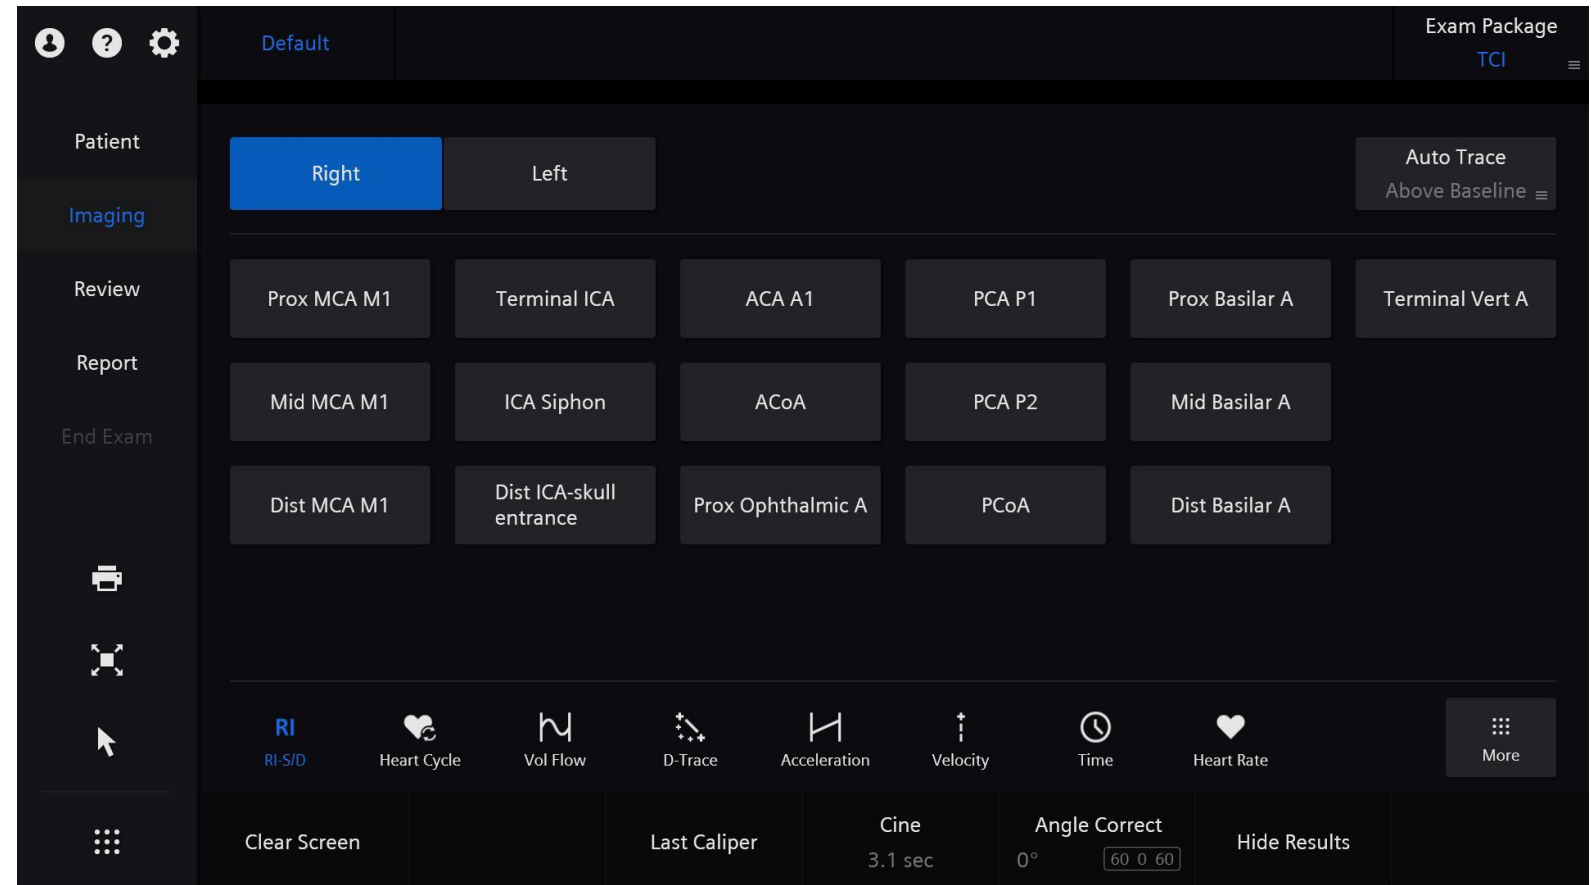 Default
Exam Package
TCI
Patient
Imaging
Review
Report
End Exam
Right
Left
Auto Trace
Above Baseline
Prox MCA M1
Terminal ICA
ACA A1
PCA P1
Prox Basilar A
Terminal Vert A
Mid MCA M1
ICA Siphon
ACoA
PCA P2
Mid Basilar A
Dist MCA M1
Dist ICA-skull
entrance
Prox Ophthalmic A
PCoA
Dist Basilar A
RI
RI-S/D
Heart Cycle
Vol Flow
D-Trace
Acceleration
Velocity
Time
Heart Rate
More
Clear Screen
Last Caliper
Cine
3.1 sec
Angle Correct
0°
60 0 60
Hide Results